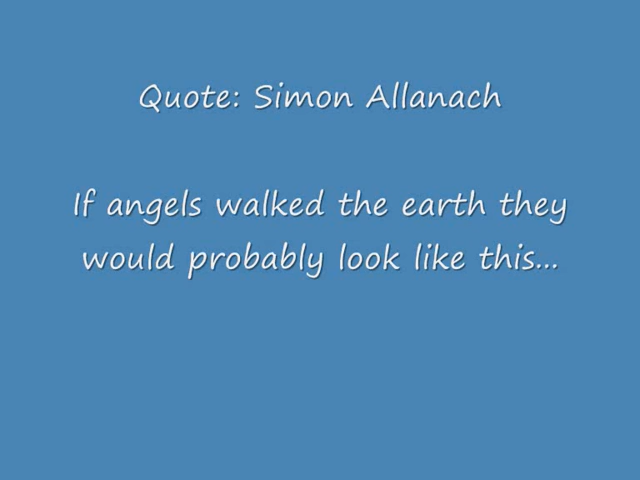 Quote: Simon Allanach
If angels walked the earth they
would probably look like this...